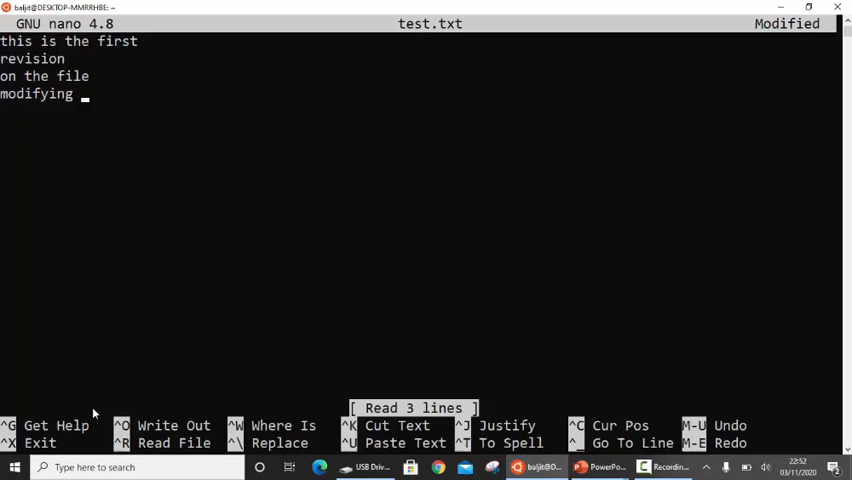 baljit@DESKTOP-MMRRHBE: ~
GNU nano 4.8 test.txt Modified
this is the first
revision
on the file
modifying
[ Read 3 lines ]
^G Get Help ^O Write Out ^W Where Is ^K Cut Text ^J Justify ^C Cur Pos M-U Undo
^X Exit ^R Read File ^\ Replace ^U Paste Text ^T To Spell ^_ Go To Line M-E Redo
Type here to search
USB Driv...
baljit@D...
PowerPo...
Recordin...
22:52
03/11/2020
2